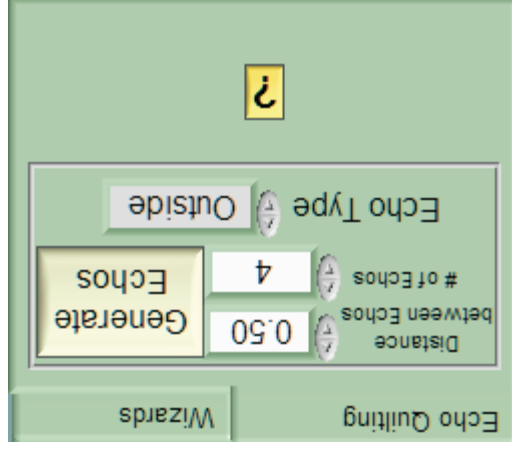 Echo Quilting
Wizards
Distance
between Echos
0.50
Generate
Echos
# of Echos
4
Echo Type
Outside
?